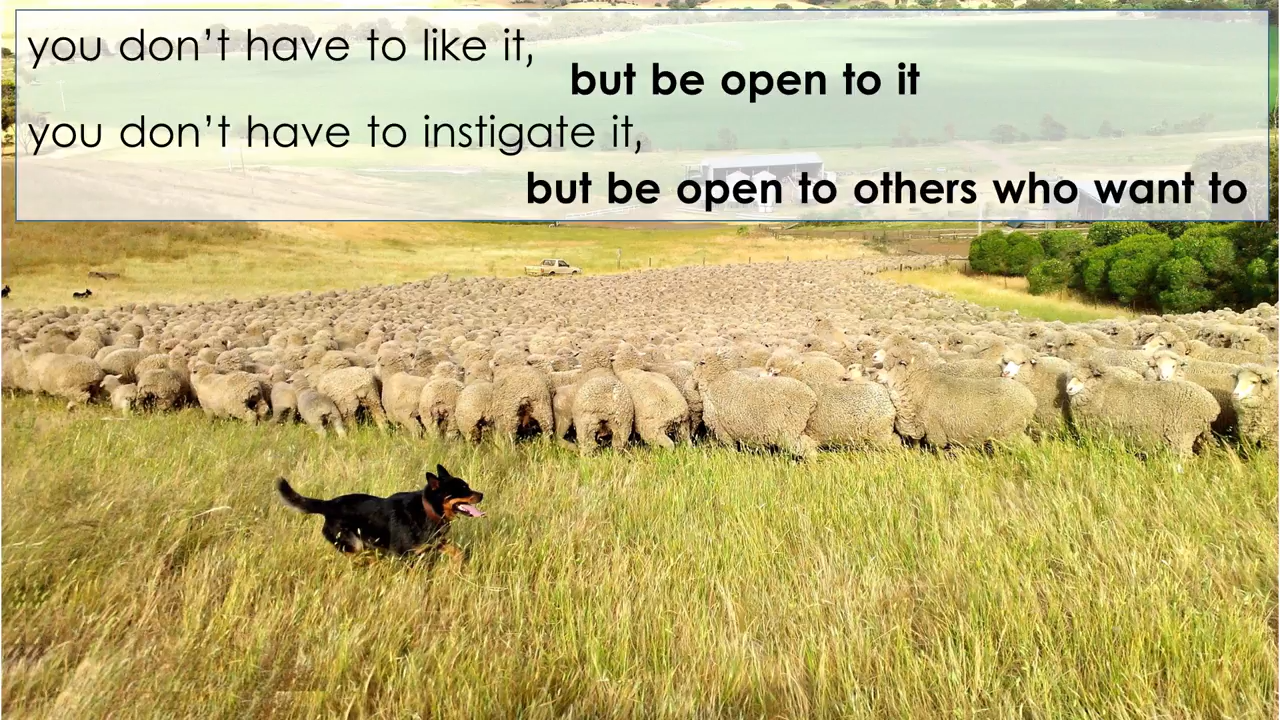 you don’t have to like it,
but be open to it
you don’t have to instigate it,
but be open to others who want to